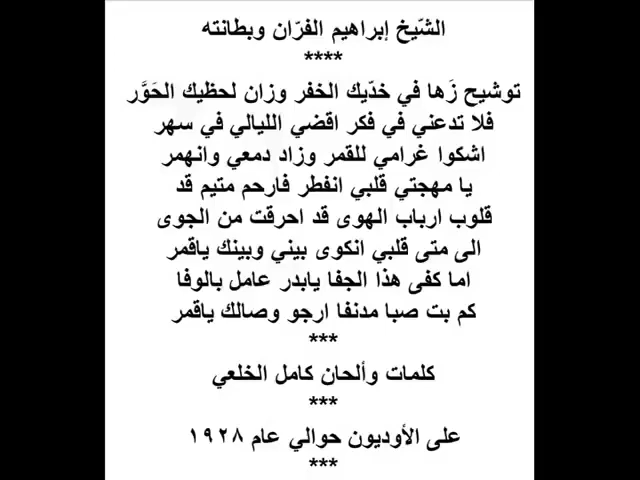 الشّيخ إبراهيم الفرّان وبطانته
****
توشيح زَها في خدّيك الخفر وزان لحظيك الحَوَّر
فلا تدعني في فكر اقضي الليالي في سهر
اشكوا غرامي للقمر وزاد دمعي وانهمر
يا مهجتي قلبي انفطر فارحم متيم قد
قلوب ارباب الهوى قد احرقت من الجوى
الى متى قلبي انكوى بيني وبينك ياقمر
اما كفى هذا الجفا يابدر عامل بالوفا
كم بت صبا مدنفا ارجو وصالك ياقمر
***
كلمات وألحان كامل الخلعي
***
على الأوديون حوالي عام ١٩٢٨
***